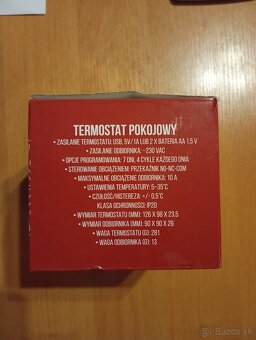 TERMOSTAT POKOJOWY
• ZASILANIE TERMOSTATU: USB, 5V/1A LUB 2 X BATERIA AA 1.5 V
• ZASILANIE ODBIORNIKA: ~230 VAC
• OPCJE PROGRAMOWANIA: 7 DNI, 4 CYKLE KAŻDEGO DNIA
• STEROWANIE OBCIĄŻENIEM: PRZEKAŹNIK NO-NC-COM
• MAKSYMALNE OBCIĄŻENIE ODBIORNIKA: 10 A
• USTAWIENIA TEMPERATURY: 5-35°C
• CZUŁOŚĆ/HISTEREZA: +/- 0,5°C
KLASA OCHRONNOŚCI: IP20
• WYMIAR TERMOSTATU (MM): 126 X 98 X 23,5
• WYMIAR ODBIORNIKA (MM): 90 X 90 X 26
• WAGA TERMOSTATU (G): 281
• WAGA ODBIORNIKA (G): 13
bazos.sk